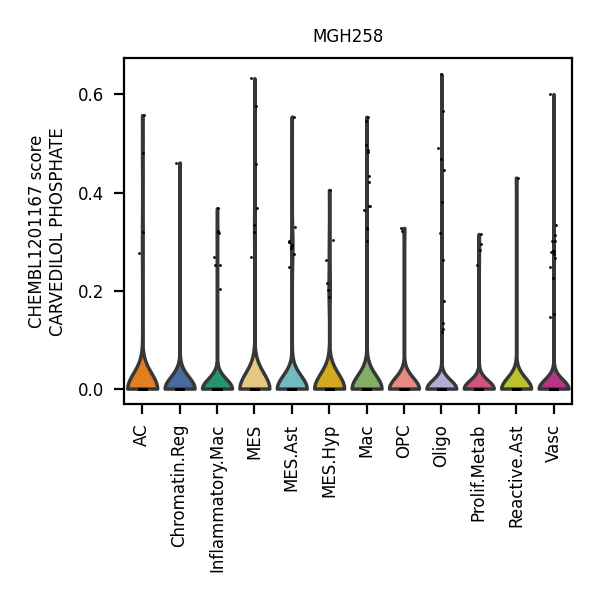 MGH258
CHEMBL1201167 score
CARVEDILOL PHOSPHATE
0.6
0.4
0.2
0.0
AC
Chromatin.Reg
Inflammatory.Mac
MES
MES.Ast
MES.Hyp
Mac
OPC
Oligo
Prolif.Metab
Reactive.Ast
Vasc